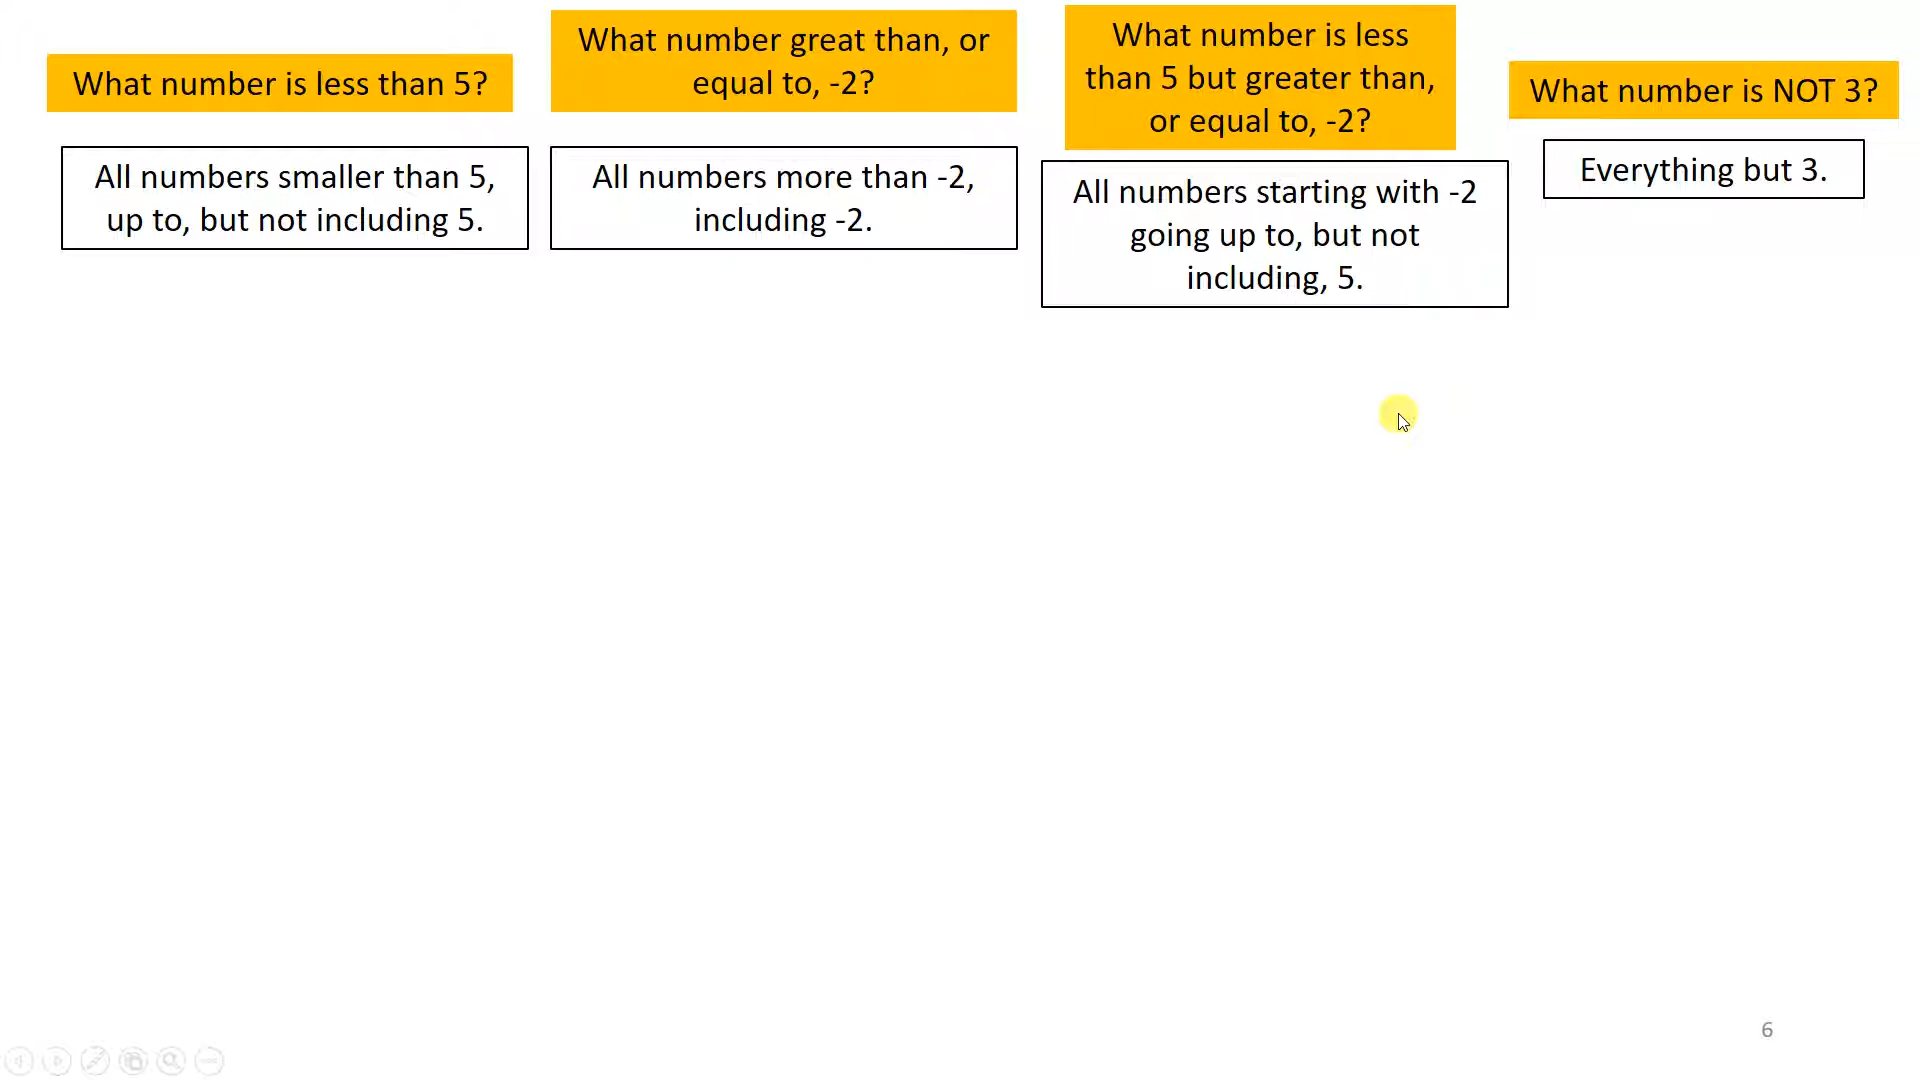 What number is less than 5?
All numbers smaller than 5,
up to, but not including 5.
What number great than, or
equal to, -2?
All numbers more than -2,
including -2.
What number is less
than 5 but greater than,
or equal to, -2?
All numbers starting with -2
going up to, but not
including, 5.
What number is NOT 3?
Everything but 3.
6